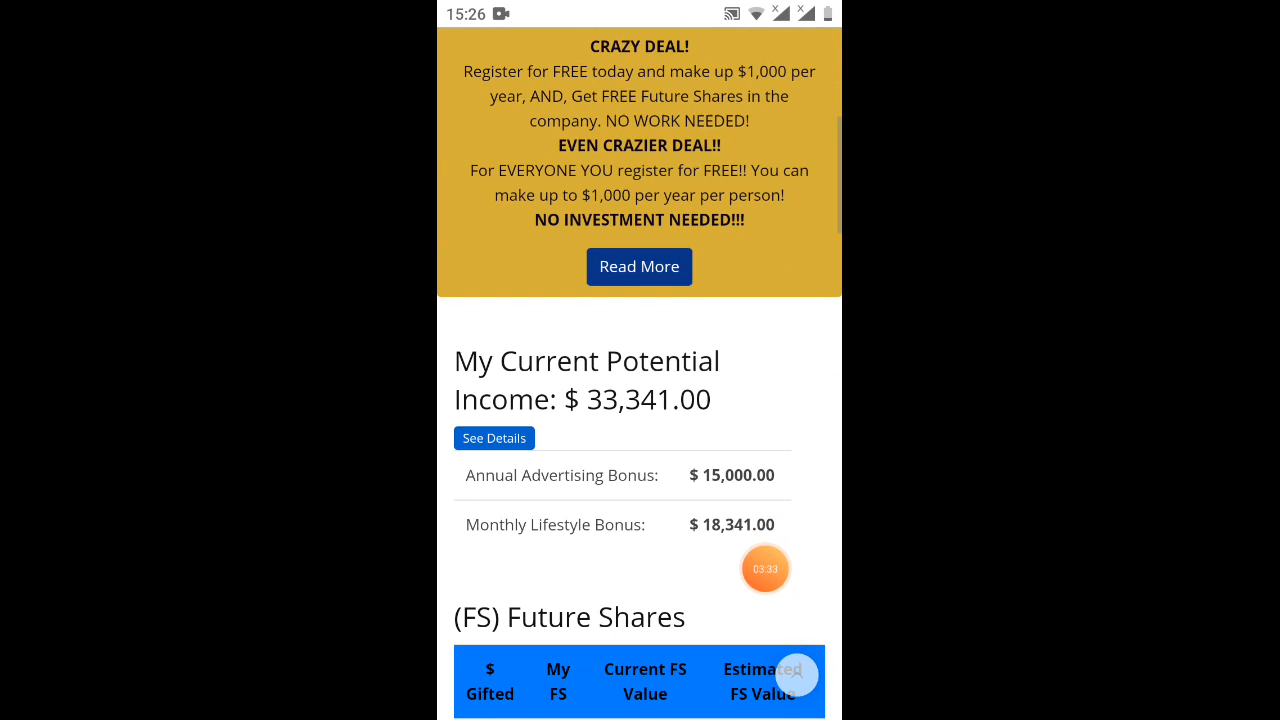 15:26
CRAZY DEAL!
Register for FREE today and make up $1,000 per
year, AND, Get FREE Future Shares in the
company. NO WORK NEEDED!
EVEN CRAZIER DEAL!!
For EVERYONE YOU register for FREE!! You can
make up to $1,000 per year per person!
NO INVESTMENT NEEDED!!!
Read More
My Current Potential
Income: $ 33,341.00
See Details
Annual Advertising Bonus: $ 15,000.00
Monthly Lifestyle Bonus: $ 18,341.00
03:33
(FS) Future Shares
$ My Current FS Estimated
Gifted FS Value FS Value